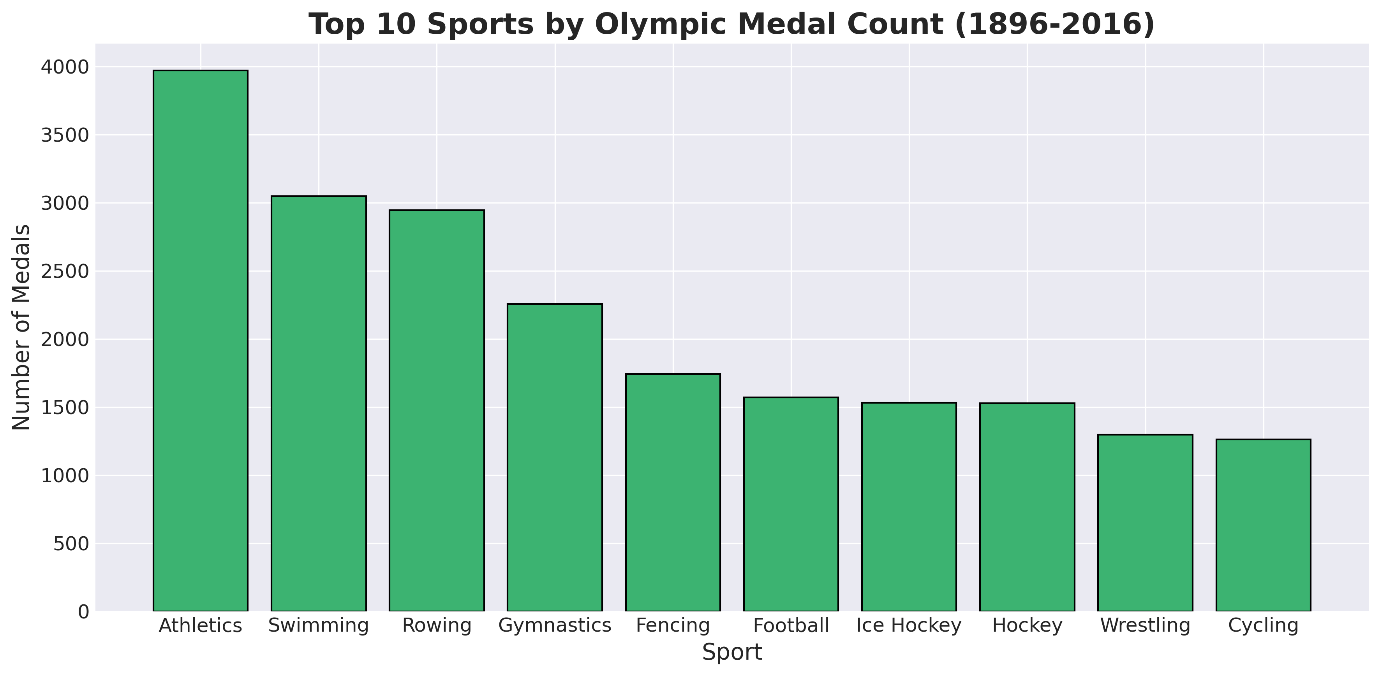 Top 10 Sports by Olympic Medal Count (1896-2016)
4000
3500
3000
2500
2000
1500
1000
500
0
Number of Medals
Athletics Swimming Rowing Gymnastics Fencing Football Ice Hockey Hockey Wrestling Cycling
Sport